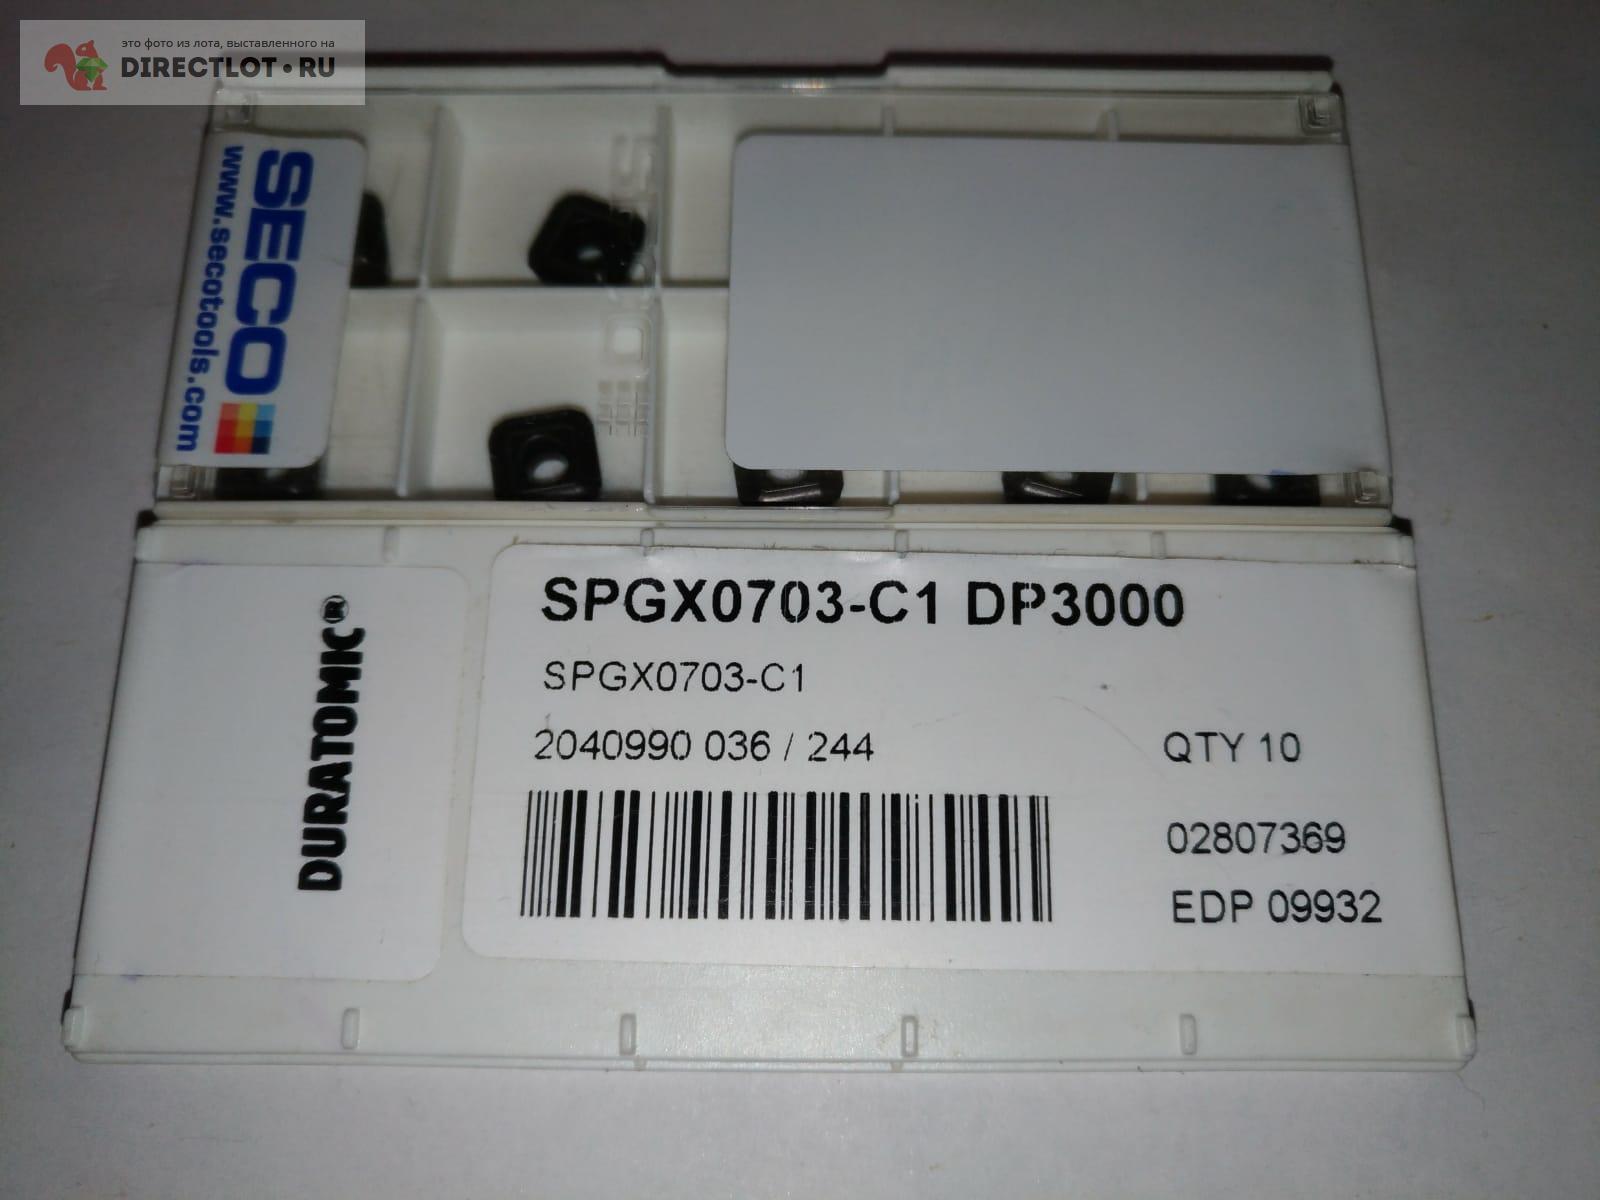 это фото из лота, выставленного на
DIRECTLOT•RU
SECO
www.secotools.com
DURATOMIC®
SPGX0703-C1 DP3000
SPGX0703-C1
2040990 036 / 244
QTY 10
02807369
EDP 09932